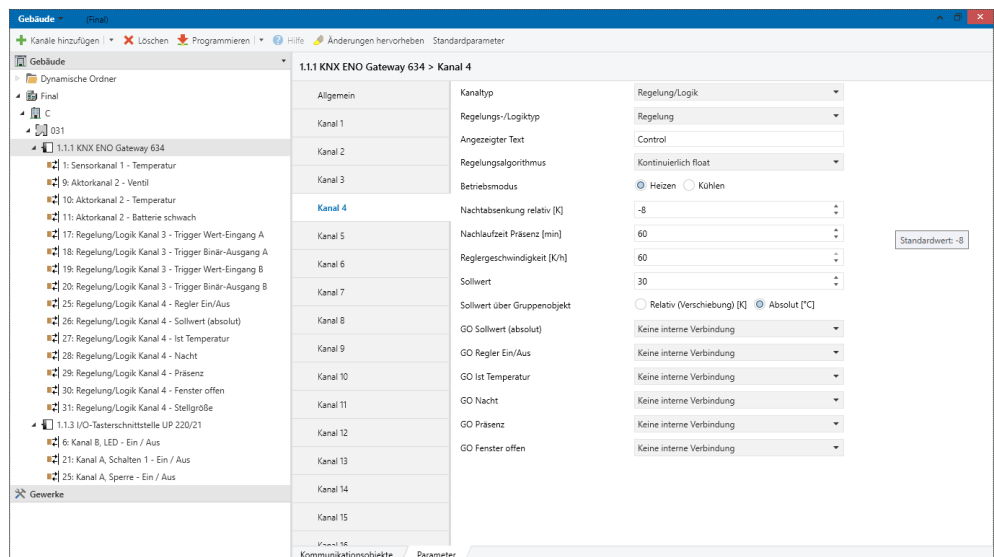 Gebäude (Final)
Kanäle hinzufügen Löschen Programmieren Hilfe Änderungen hervorheben Standardparameter
Gebäude
Dynamische Ordner
Final
C
031
1.1.1 KNX ENO Gateway 634
1: Sensorkanal 1 - Temperatur
9: Aktorkanal 2 - Ventil
10: Aktorkanal 2 - Temperatur
11: Aktorkanal 2 - Batterie schwach
17: Regelung/Logik Kanal 3 - Trigger Wert-Eingang A
18: Regelung/Logik Kanal 3 - Trigger Binär-Ausgang A
19: Regelung/Logik Kanal 3 - Trigger Wert-Eingang B
20: Regelung/Logik Kanal 3 - Trigger Binär-Ausgang B
25: Regelung/Logik Kanal 4 - Regler Ein/Aus
26: Regelung/Logik Kanal 4 - Sollwert (absolut)
27: Regelung/Logik Kanal 4 - Ist Temperatur
28: Regelung/Logik Kanal 4 - Nacht
29: Regelung/Logik Kanal 4 - Präsenz
30: Regelung/Logik Kanal 4 - Fenster offen
31: Regelung/Logik Kanal 4 - Stellgröße
1.1.3 I/O-Tasterschnittstelle UP 220/21
6: Kanal B, LED - Ein / Aus
21: Kanal A, Schalten 1 - Ein / Aus
25: Kanal A, Sperre - Ein / Aus
Gewerke
1.1.1 KNX ENO Gateway 634 > Kanal 4
Allgemein
Kanal 1
Kanal 2
Kanal 3
Kanal 4
Kanal 5
Kanal 6
Kanal 7
Kanal 8
Kanal 9
Kanal 10
Kanal 11
Kanal 12
Kanal 13
Kanal 14
Kanal 15
Kanal 16
Kanaltyp Regelung/Logik
Regelungs-/Logiktyp Regelung
Angezeigter Text Control
Regelungsalgorithmus Kontinuierlich float
Betriebsmodus Heizen Kühlen
Nachtabsenkung relativ [K] -8
Nachlaufzeit Präsenz [min] 60
Reglergeschwindigkeit [K/h] 60
Sollwert 30
Sollwert über Gruppenobjekt Relativ (Verschiebung) [K] Absolut [°C]
GO Sollwert (absolut) Keine interne Verbindung
GO Regler Ein/Aus Keine interne Verbindung
GO Ist Temperatur Keine interne Verbindung
GO Nacht Keine interne Verbindung
GO Präsenz Keine interne Verbindung
GO Fenster offen Keine interne Verbindung
Standardwert: -8
Kommunikationsobjekte Parameter